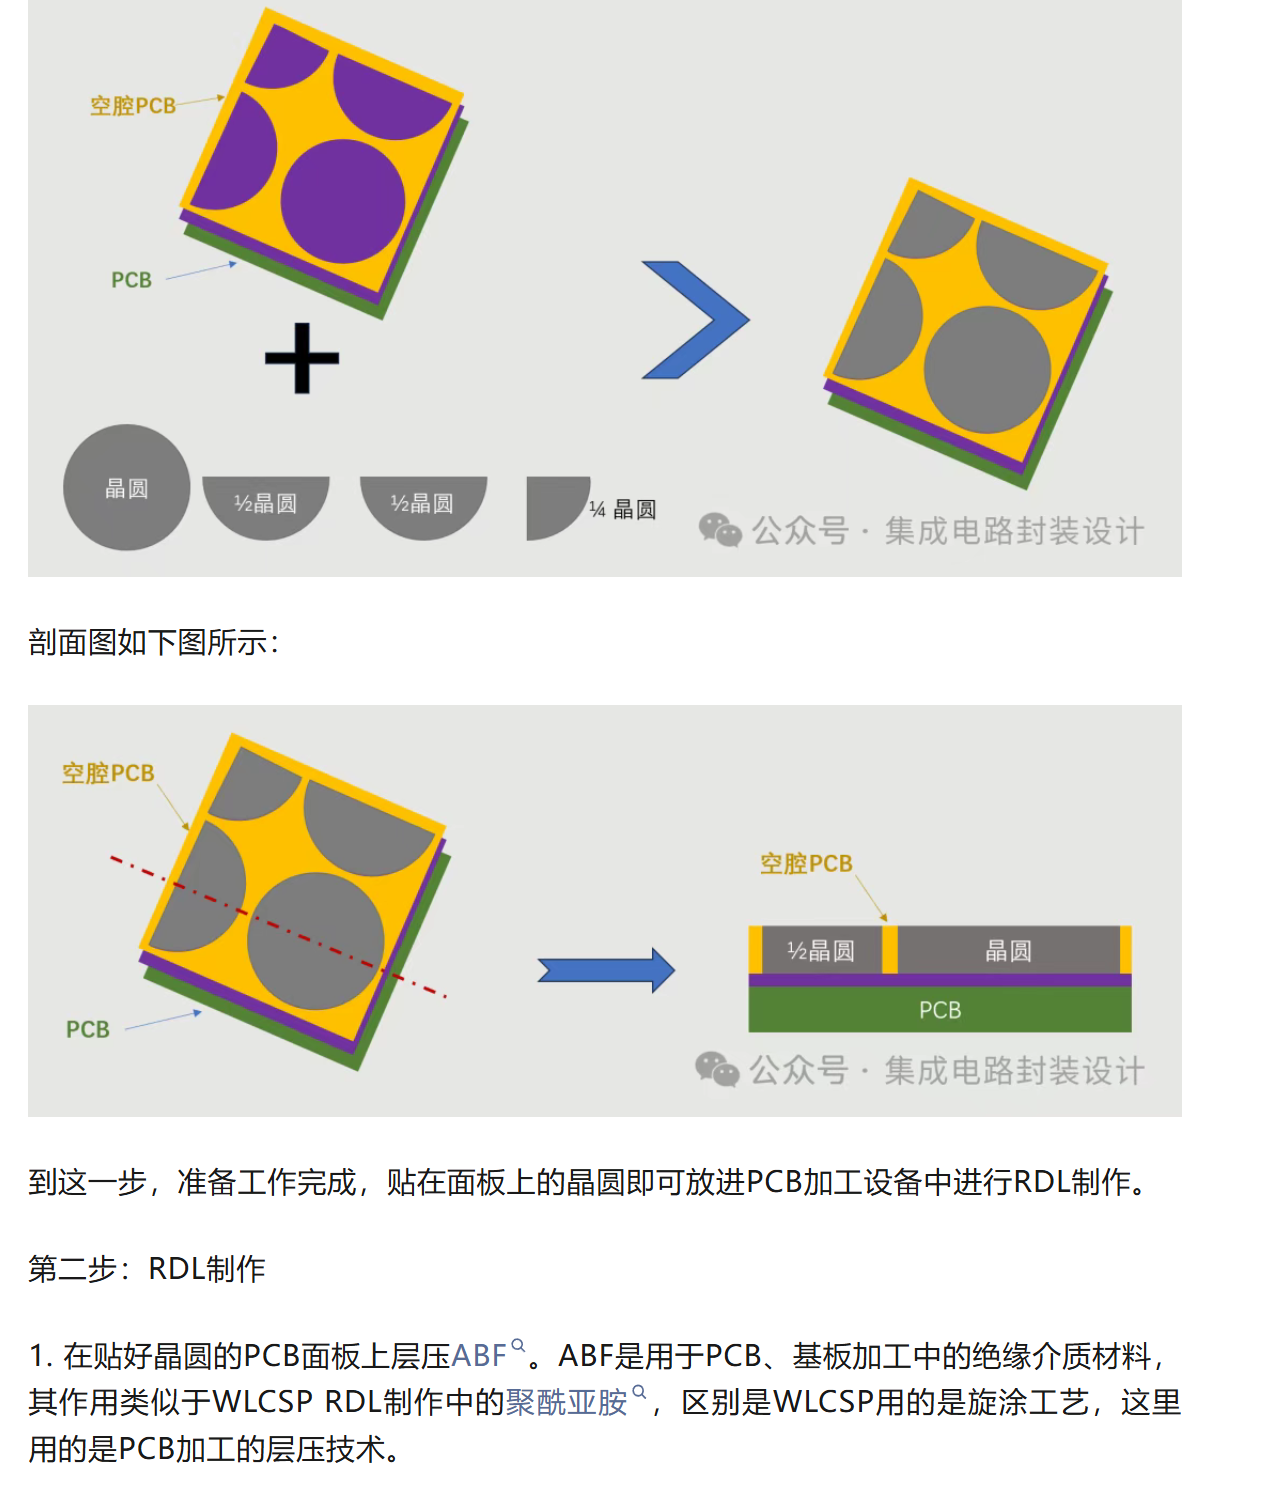 空腔PCB
PCB
晶圆
½晶圆
½晶圆
¼ 晶圆
公众号 · 集成电路封装设计
剖面图如下图所示：
空腔PCB
空腔PCB
½晶圆
晶圆
PCB
PCB
公众号 · 集成电路封装设计
到这一步，准备工作完成，贴在面板上的晶圆即可放进PCB加工设备中进行RDL制作。
第二步：RDL制作
1. 在贴好晶圆的PCB面板上层压ABF。ABF是用于PCB、基板加工中的绝缘介质材料，
其作用类似于WLCSP RDL制作中的聚酰亚胺，区别是WLCSP用的是旋涂工艺，这里
用的是PCB加工的层压技术。